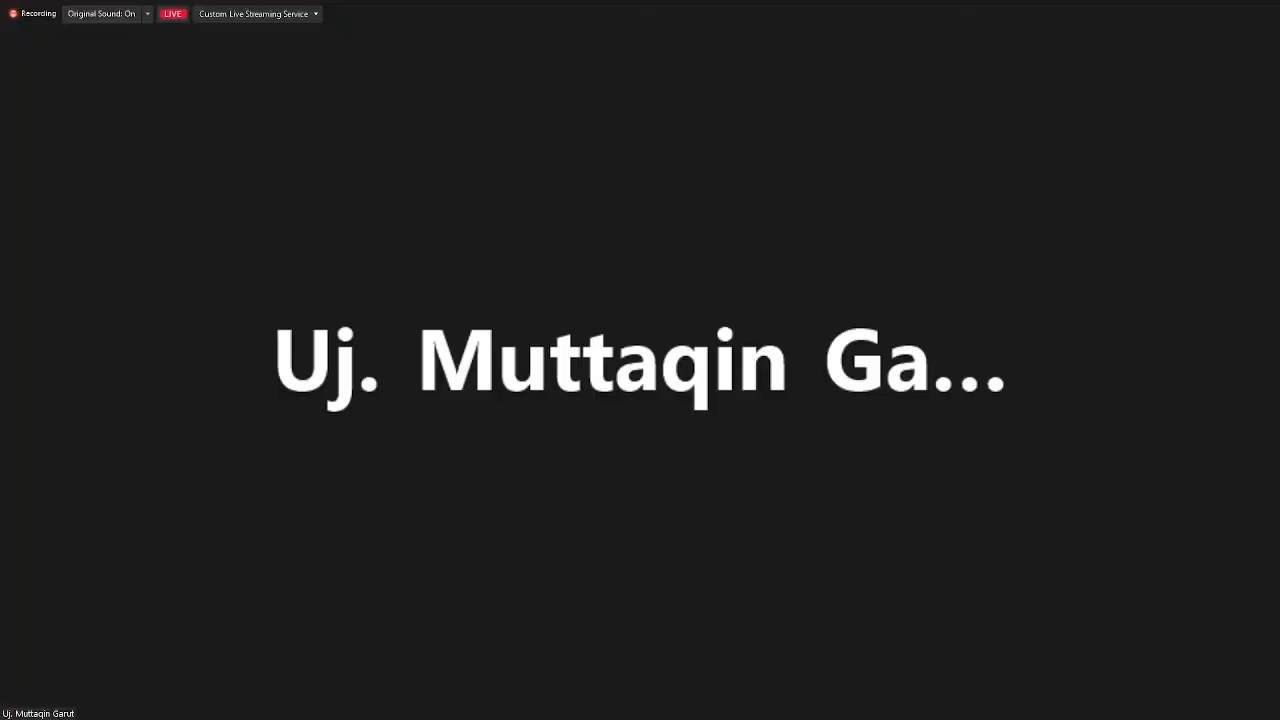 Recording Original Sound: On LIVE Custom Live Streaming Service
Uj. Muttaqin Ga...
Uj. Muttaqin Garut